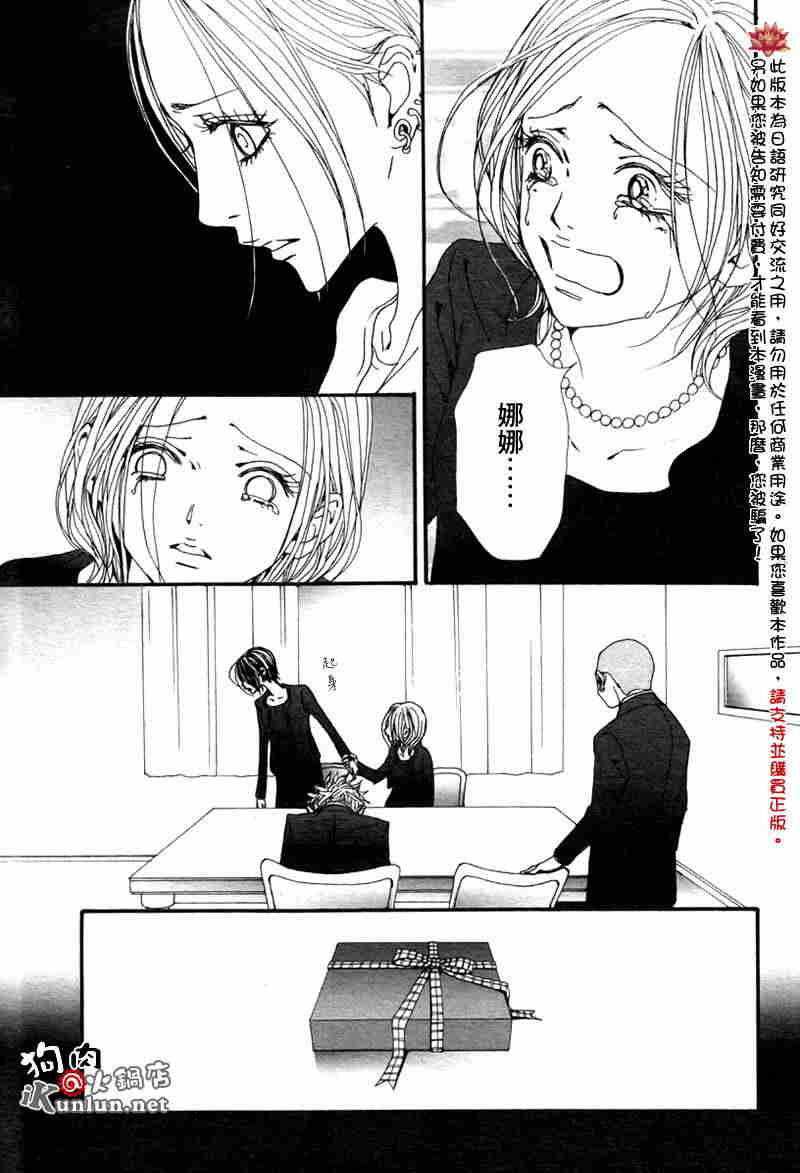 此版本為日語研究同好交流之用，請勿用於任何商業用途。如果您喜歡本作品，請支持並購買正版。
另如果您被告知需要付費，才能看到本漫畫，那麼，您被騙了！
娜娜……
起身
狗肉
火鍋店
iKunlun.net